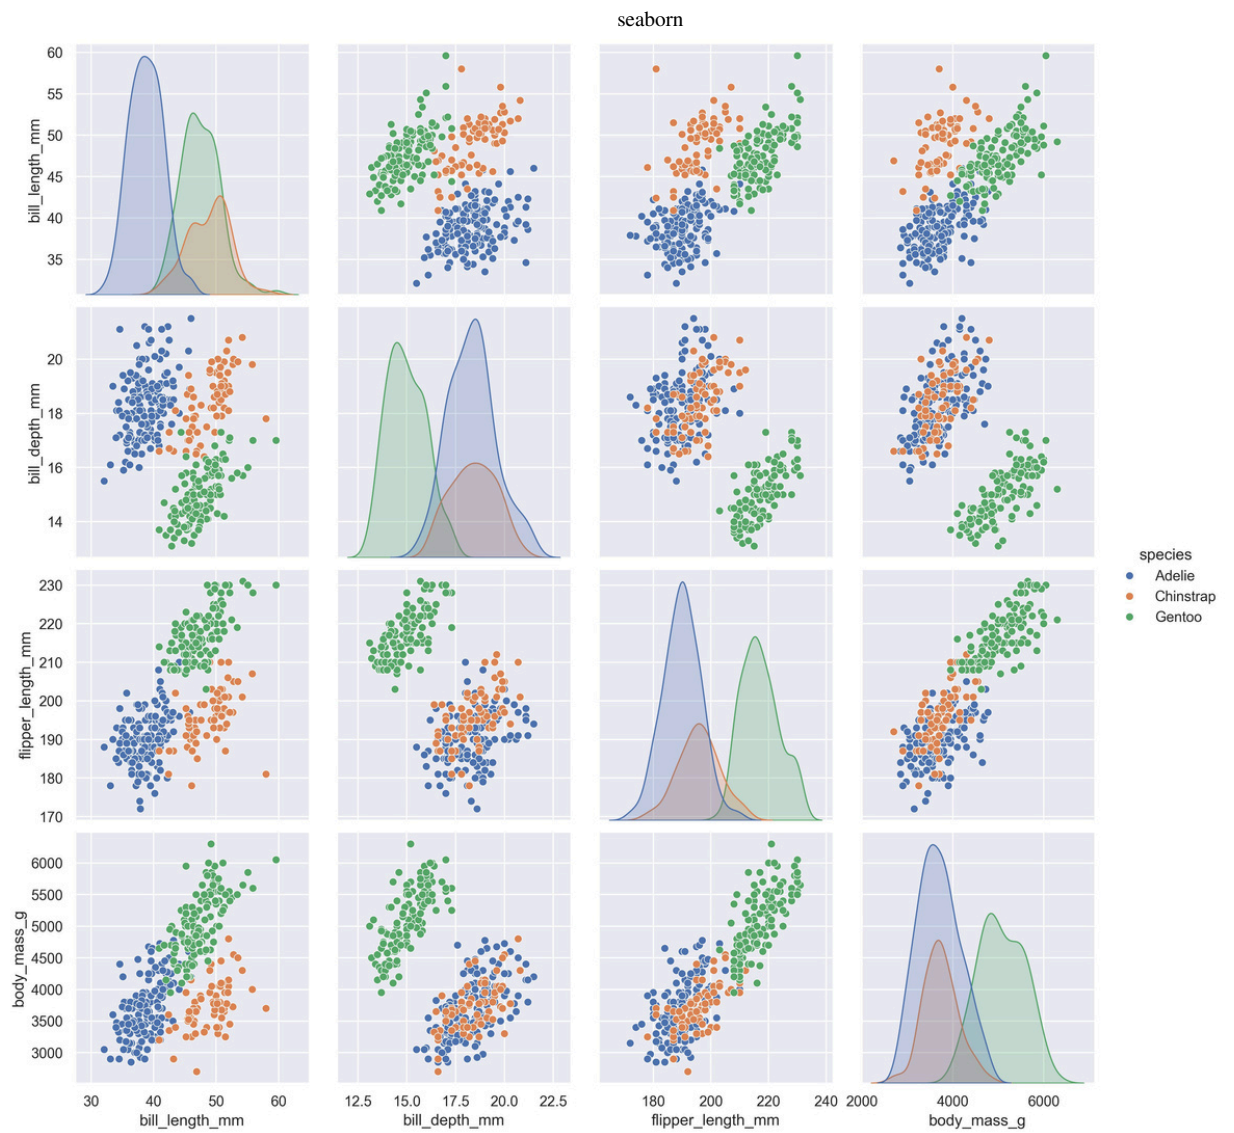 seaborn
60
55
50
45
40
35
bill_length_mm
20
18
16
14
bill_depth_mm
230
220
210
200
190
180
170
flipper_length_mm
6000
5500
5000
4500
4000
3500
3000
body_mass_g
30 40 50 60
bill_length_mm
12.5 15.0 17.5 20.0 22.5
bill_depth_mm
180 200 220 240
flipper_length_mm
2000 4000 6000
body_mass_g
species
Adelie
Chinstrap
Gentoo